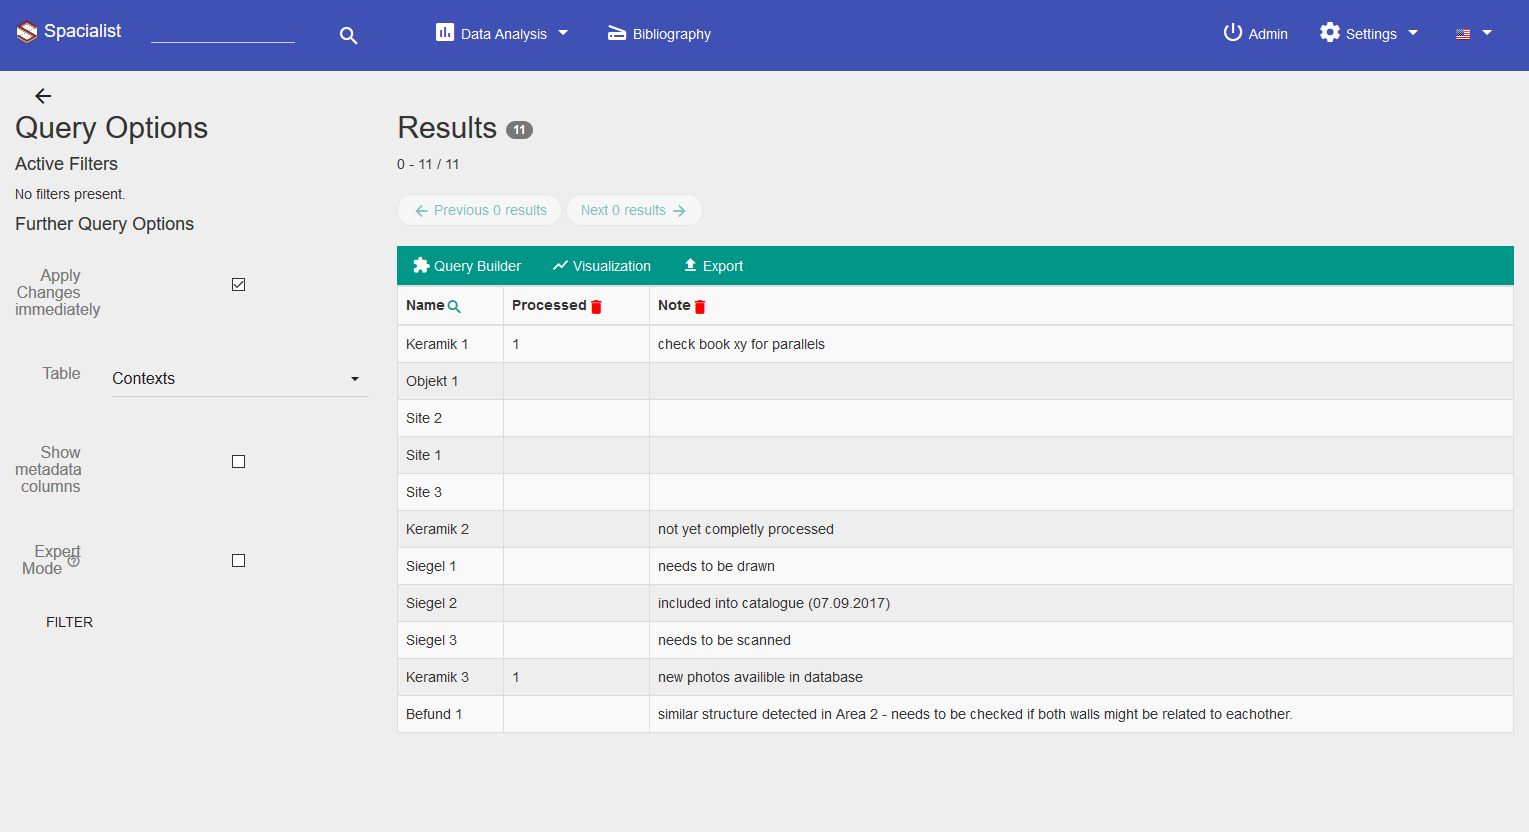 Spacialist
Data Analysis
Bibliography
Admin
Settings
Query Options
Active Filters
No filters present.
Further Query Options
Apply
Changes
immediately
Table
Contexts
Show
metadata
columns
Expert
Mode
FILTER
Results 11
0 - 11 / 11
Previous 0 results
Next 0 results
Query Builder
Visualization
Export
Name Processed Note
Keramik 1 1 check book xy for parallels
Objekt 1
Site 2
Site 1
Site 3
Keramik 2 not yet completly processed
Siegel 1 needs to be drawn
Siegel 2 included into catalogue (07.09.2017)
Siegel 3 needs to be scanned
Keramik 3 1 new photos availible in database
Befund 1 similar structure detected in Area 2 - needs to be checked if both walls might be related to eachother.